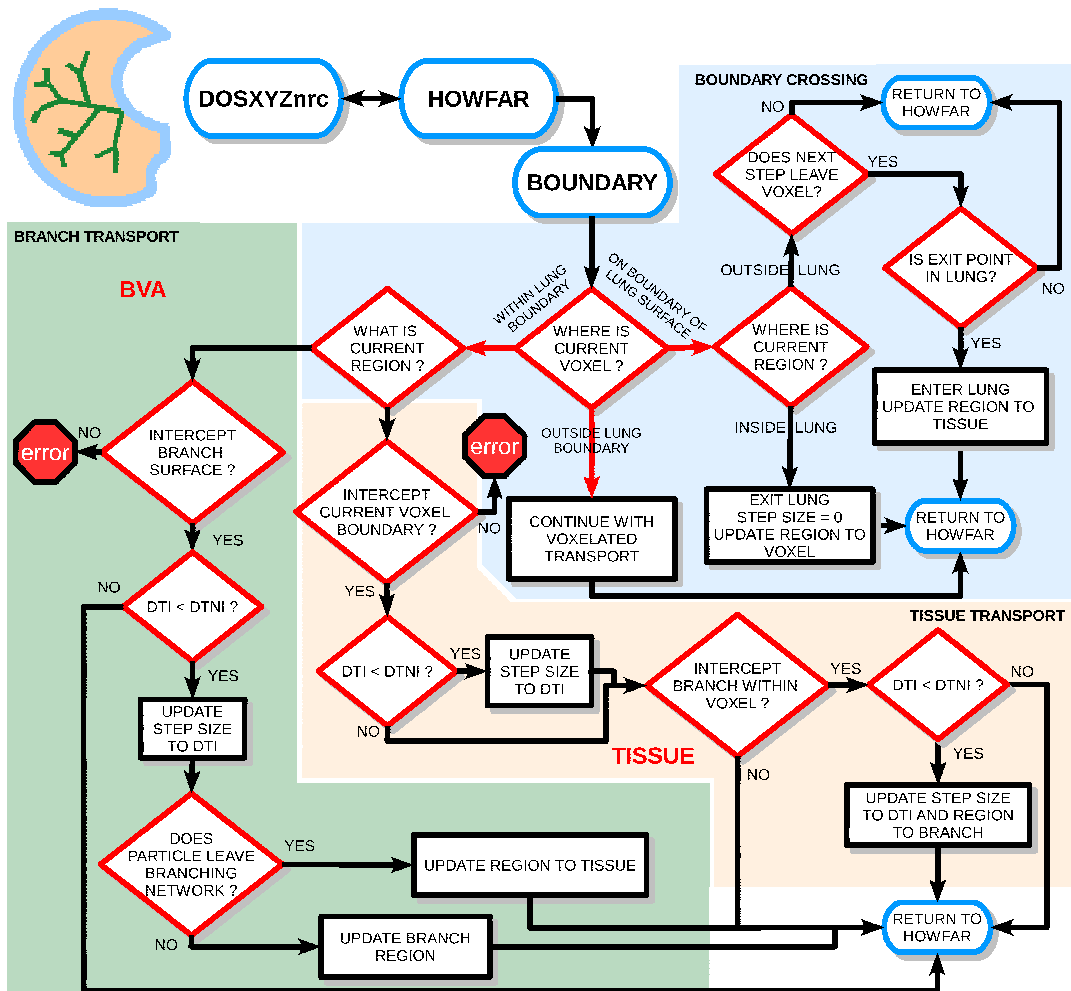 DOSXYZnrc
HOWFAR
BOUNDARY
BOUNDARY CROSSING
NO
RETURN TO
HOWFAR
DOES NEXT
STEP LEAVE
VOXEL?
YES
IS EXIT POINT
IN LUNG?
NO
YES
OUTSIDE LUNG
ENTER LUNG
UPDATE REGION TO
TISSUE
WITHIN LUNG
BOUNDARY
ON BOUNDARY OF
LUNG SURFACE
WHAT IS
CURRENT
REGION ?
WHERE IS
CURRENT
VOXEL ?
WHERE IS
CURRENT
REGION ?
OUTSIDE LUNG
BOUNDARY
INSIDE LUNG
CONTINUE WITH
VOXELATED
TRANSPORT
EXIT LUNG
STEP SIZE = 0
UPDATE REGION TO
VOXEL
RETURN TO
HOWFAR
BRANCH TRANSPORT
BVA
INTERCEPT
BRANCH
SURFACE ?
NO
error
YES
DTI < DTNI ?
NO
YES
UPDATE
STEP SIZE
TO DTI
DOES
PARTICLE LEAVE
BRANCHING
NETWORK ?
YES
UPDATE REGION TO TISSUE
NO
UPDATE BRANCH
REGION
error
INTERCEPT
CURRENT VOXEL
BOUNDARY ?
NO
YES
TISSUE TRANSPORT
DTI < DTNI ?
YES
UPDATE
STEP SIZE
TO DTI
NO
TISSUE
INTERCEPT
BRANCH WITHIN
VOXEL ?
YES
NO
DTI < DTNI ?
NO
YES
UPDATE STEP SIZE
TO DTI AND REGION
TO BRANCH
RETURN TO
HOWFAR